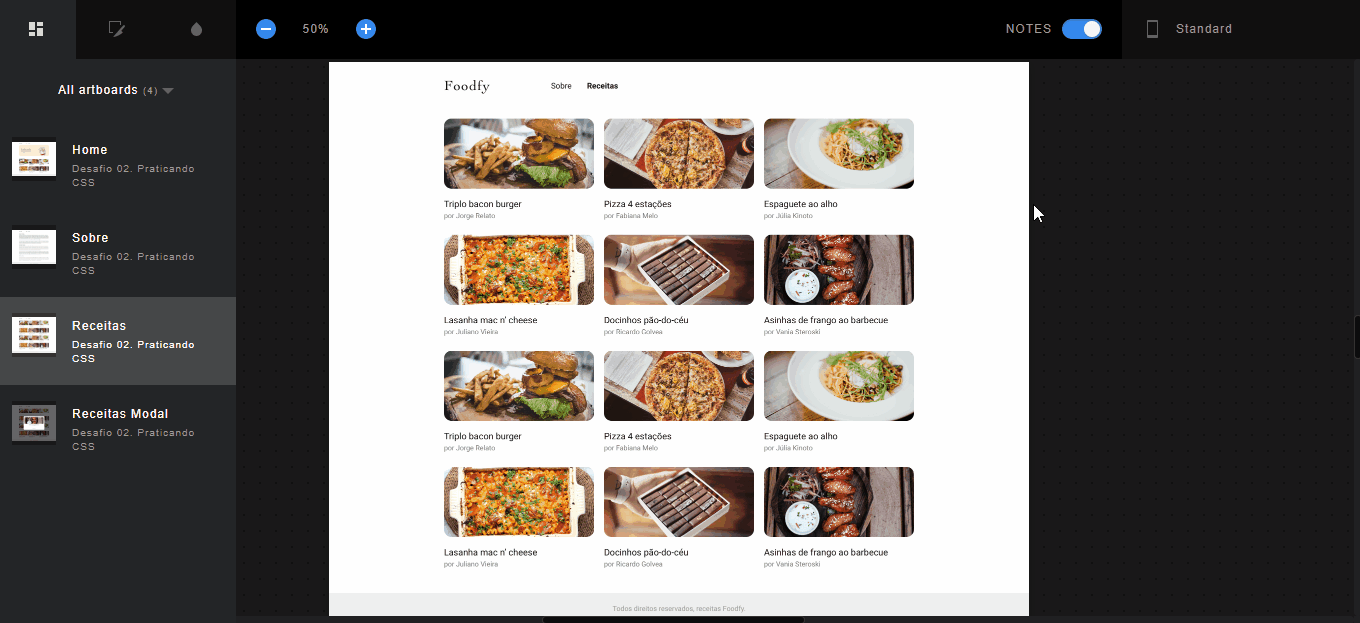 50%
NOTES
Standard
All artboards (4)
Home
Desafio 02. Praticando
CSS
Sobre
Desafio 02. Praticando
CSS
Receitas
Desafio 02. Praticando
CSS
Receitas Modal
Desafio 02. Praticando
CSS
Foodfy
Sobre
Receitas
Triplo bacon burger
por Jorge Relato
Pizza 4 estações
por Fabiana Melo
Espaguete ao alho
por Júlia Kinoto
Lasanha mac n' cheese
por Juliano Vieira
Docinhos pão-do-céu
por Ricardo Golvea
Asinhas de frango ao barbecue
por Vania Steroski
Triplo bacon burger
por Jorge Relato
Pizza 4 estações
por Fabiana Melo
Espaguete ao alho
por Júlia Kinoto
Lasanha mac n' cheese
por Juliano Vieira
Docinhos pão-do-céu
por Ricardo Golvea
Asinhas de frango ao barbecue
por Vania Steroski
Todos direitos reservados, receitas Foodfy.